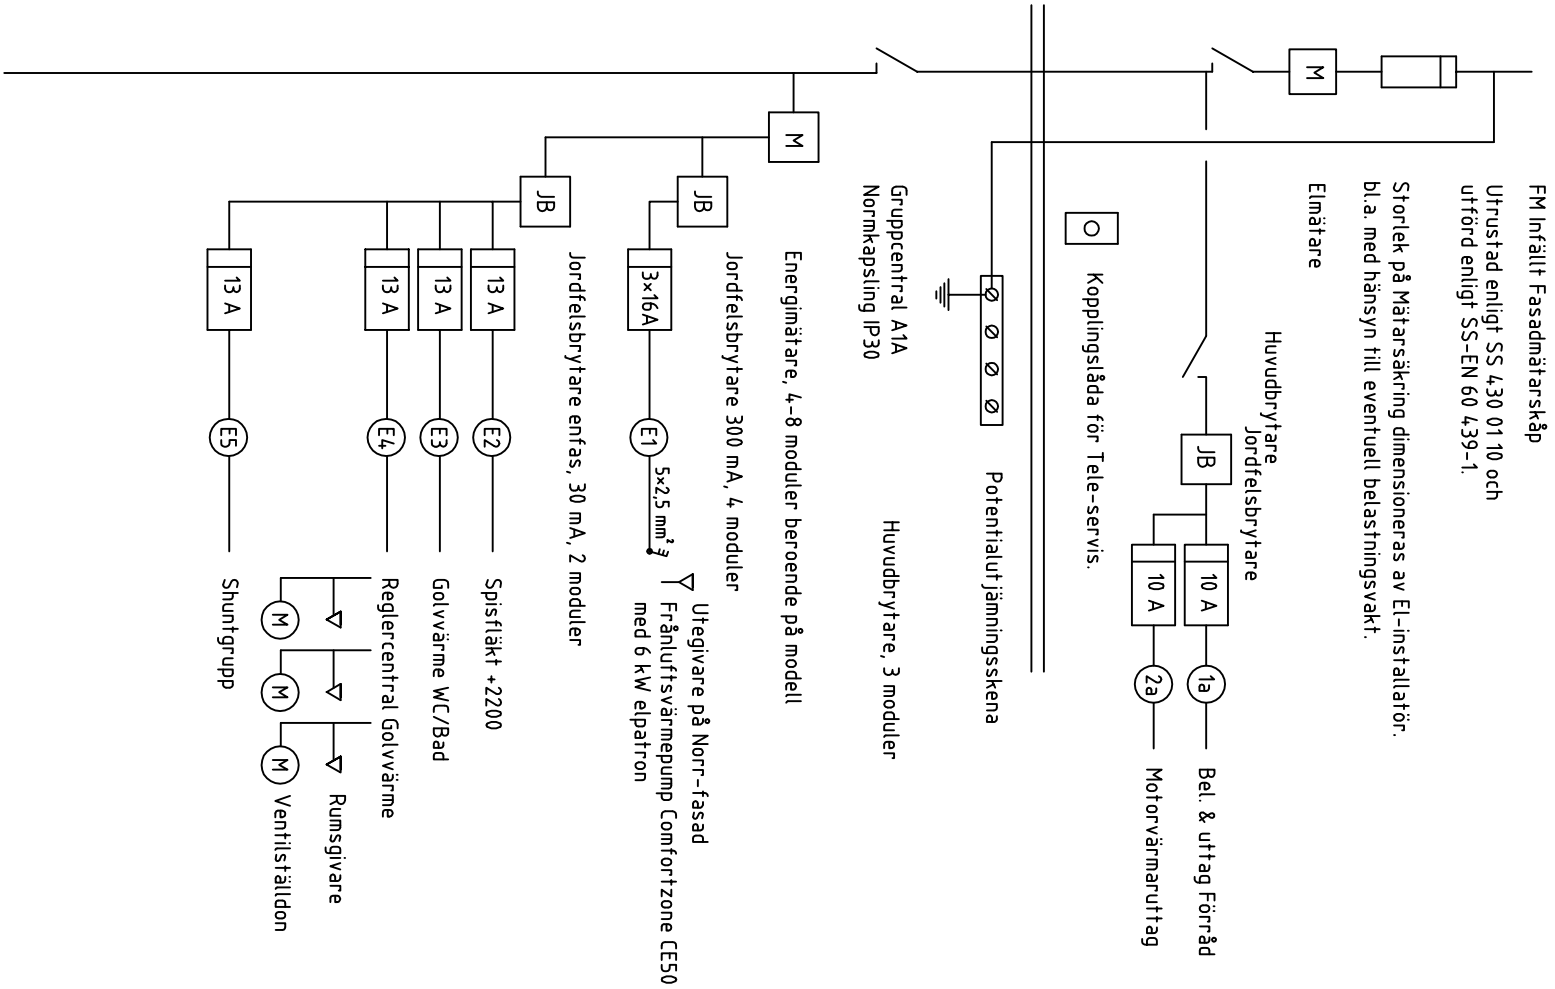 FM Infällt Fasadmätarskåp
Utrustad enligt SS 430 01 10 och
utförd enligt SS-EN 60 439-1.
Storlek på Mätarsäkring dimensioneras av El-installatör.
bl.a. med hänsyn till eventuell belastningsvakt.
M
Elmätare
Huvudbrytare
Jordfelsbrytare
JB
10 A
1a
Bel. & uttag Förråd
10 A
2a
Motorvärmaruttag
Kopplingslåda för Tele-servis.
Potentialutjämningsskena
Gruppcentral A1A
Normkapsling IP30
Huvudbrytare, 3 moduler
M
Energimätare, 4-8 moduler beroende på modell
JB
Jordfelsbrytare 300 mA, 4 moduler
3×16A
E1
5×2,5 mm²
Utegivare på Norr-fasad
Frånluftsvärmepump Comfortzone CE50
med 6 kW elpatron
JB
Jordfelsbrytare enfas, 30 mA, 2 moduler
13 A
E2
Spisfläkt +2200
13 A
E3
Golvvärme WC/Bad
13 A
E4
Reglercentral Golvvärme
Rumsgivare
M
M
M
Ventilställdon
13 A
E5
Shuntgrupp